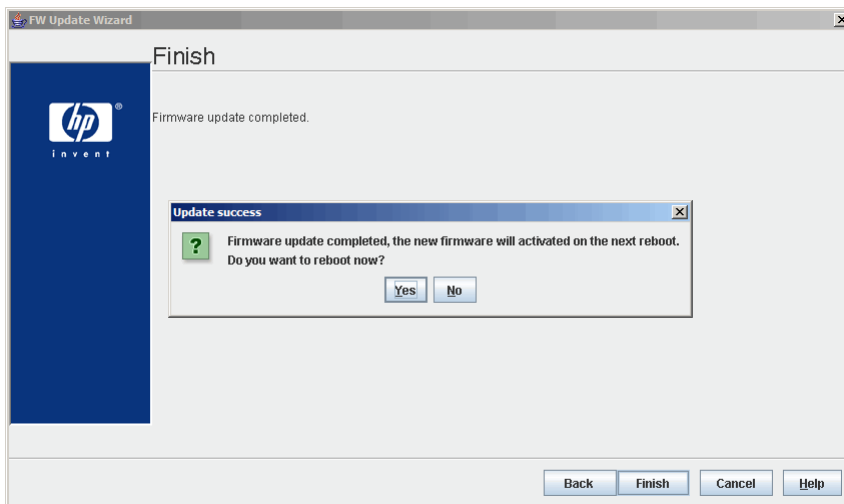 FW Update Wizard
Finish
hp
®
invent
Firmware update completed.
Update success
?
Firmware update completed, the new firmware will activated on the next reboot.
Do you want to reboot now?
Yes
No
Back
Finish
Cancel
Help